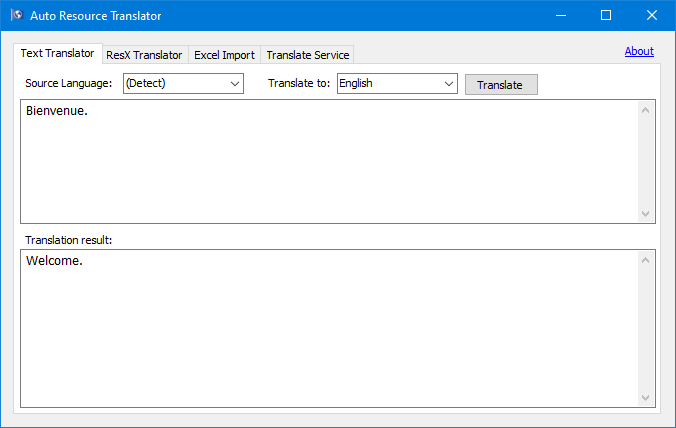 Auto Resource Translator
About
Text Translator ResX Translator Excel Import Translate Service
Source Language: (Detect) Translate to: English Translate
Bienvenue.
Translation result:
Welcome.